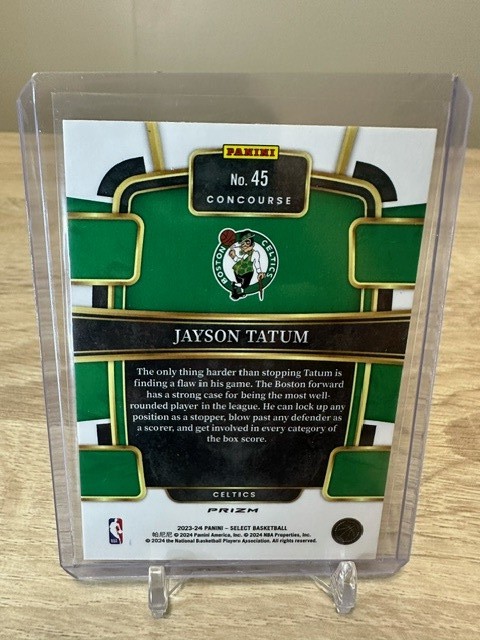 PANINI
No. 45
CONCOURSE
BOSTON CELTICS
JAYSON TATUM
The only thing harder than stopping Tatum is
finding a flaw in his game. The Boston forward
has a strong case for being the most well-
rounded player in the league. He can lock up any
position as a stopper, blow past any defender as
a scorer, and get involved in every category of
the box score.
CELTICS
PRIZM
2023-24 PANINI – SELECT BASKETBALL
帕尼尼 © 2024 Panini America, Inc. © 2024 NBA Properties, Inc.
© 2024 the National Basketball Players Association. All rights reserved.